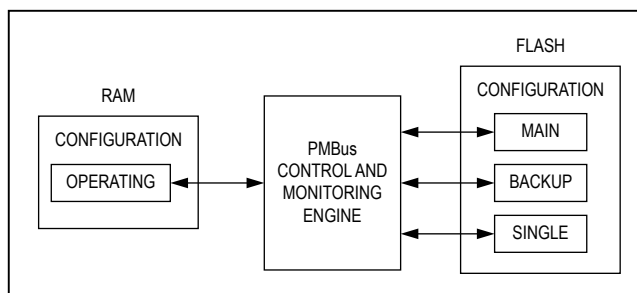 RAM
CONFIGURATION
OPERATING
PMBus
CONTROL AND
MONITORING
ENGINE
FLASH
CONFIGURATION
MAIN
BACKUP
SINGLE